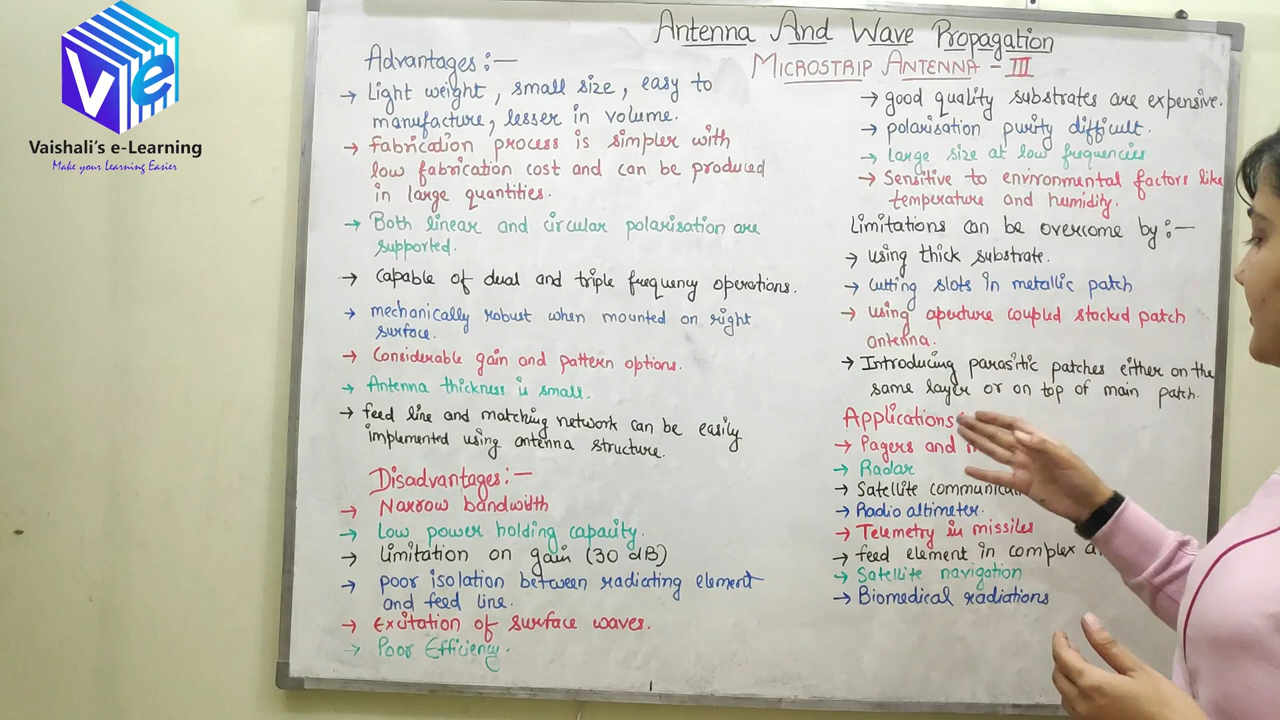 Ve
Vaishali's e-Learning
Make your Learning Easier
Antenna And Wave Propagation
MICROSTRIP ANTENNA - III
Advantages:-
→ Light weight, small size, easy to
manufacture, lesser in volume.
→ fabrication process is simpler with
low fabrication cost and can be produced
in large quantities.
→ Both linear and circular polarisation are
supported.
→ capable of dual and triple frequency operations.
→ mechanically robust when mounted on right
surface.
→ Considerable gain and pattern options.
→ Antenna thickness is small.
→ feed line and matching network can be easily
implemented using antenna structure.
Disadvantages:-
→ Narrow bandwidth
→ Low power holding capacity.
→ limitation on gain (30 dB)
→ poor isolation between radiating element
and feed line.
→ Excitation of surface waves.
→ Poor Efficiency.
→ good quality substrates are expensive.
→ polarisation purity difficult.
→ large size at low frequencies
→ Sensitive to environmental factors like
temperature and humidity.
Limitations can be overcome by:-
→ using thick substrate.
→ cutting slots in metallic patch
→ using aperture coupled stacked patch
antenna.
→ Introducing parasitic patches either on the
same layer or on top of main patch.
Applications
→ Pagers and
→ Radar
→ Satellite
→ Radio altimeter.
→ Telemetry in missiles
→ feed element in complex
→ Satellite navigation
→ Biomedical radiations